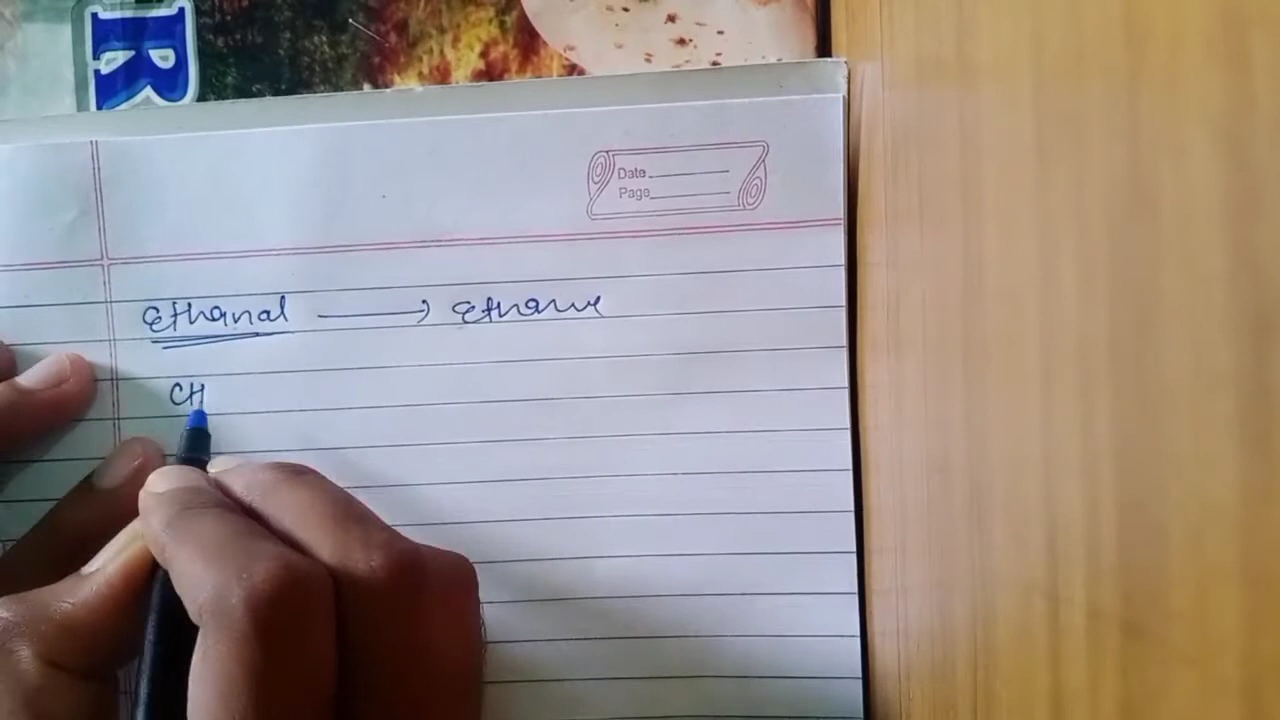 R
Date
Page
Ethanal → Ethane
CH